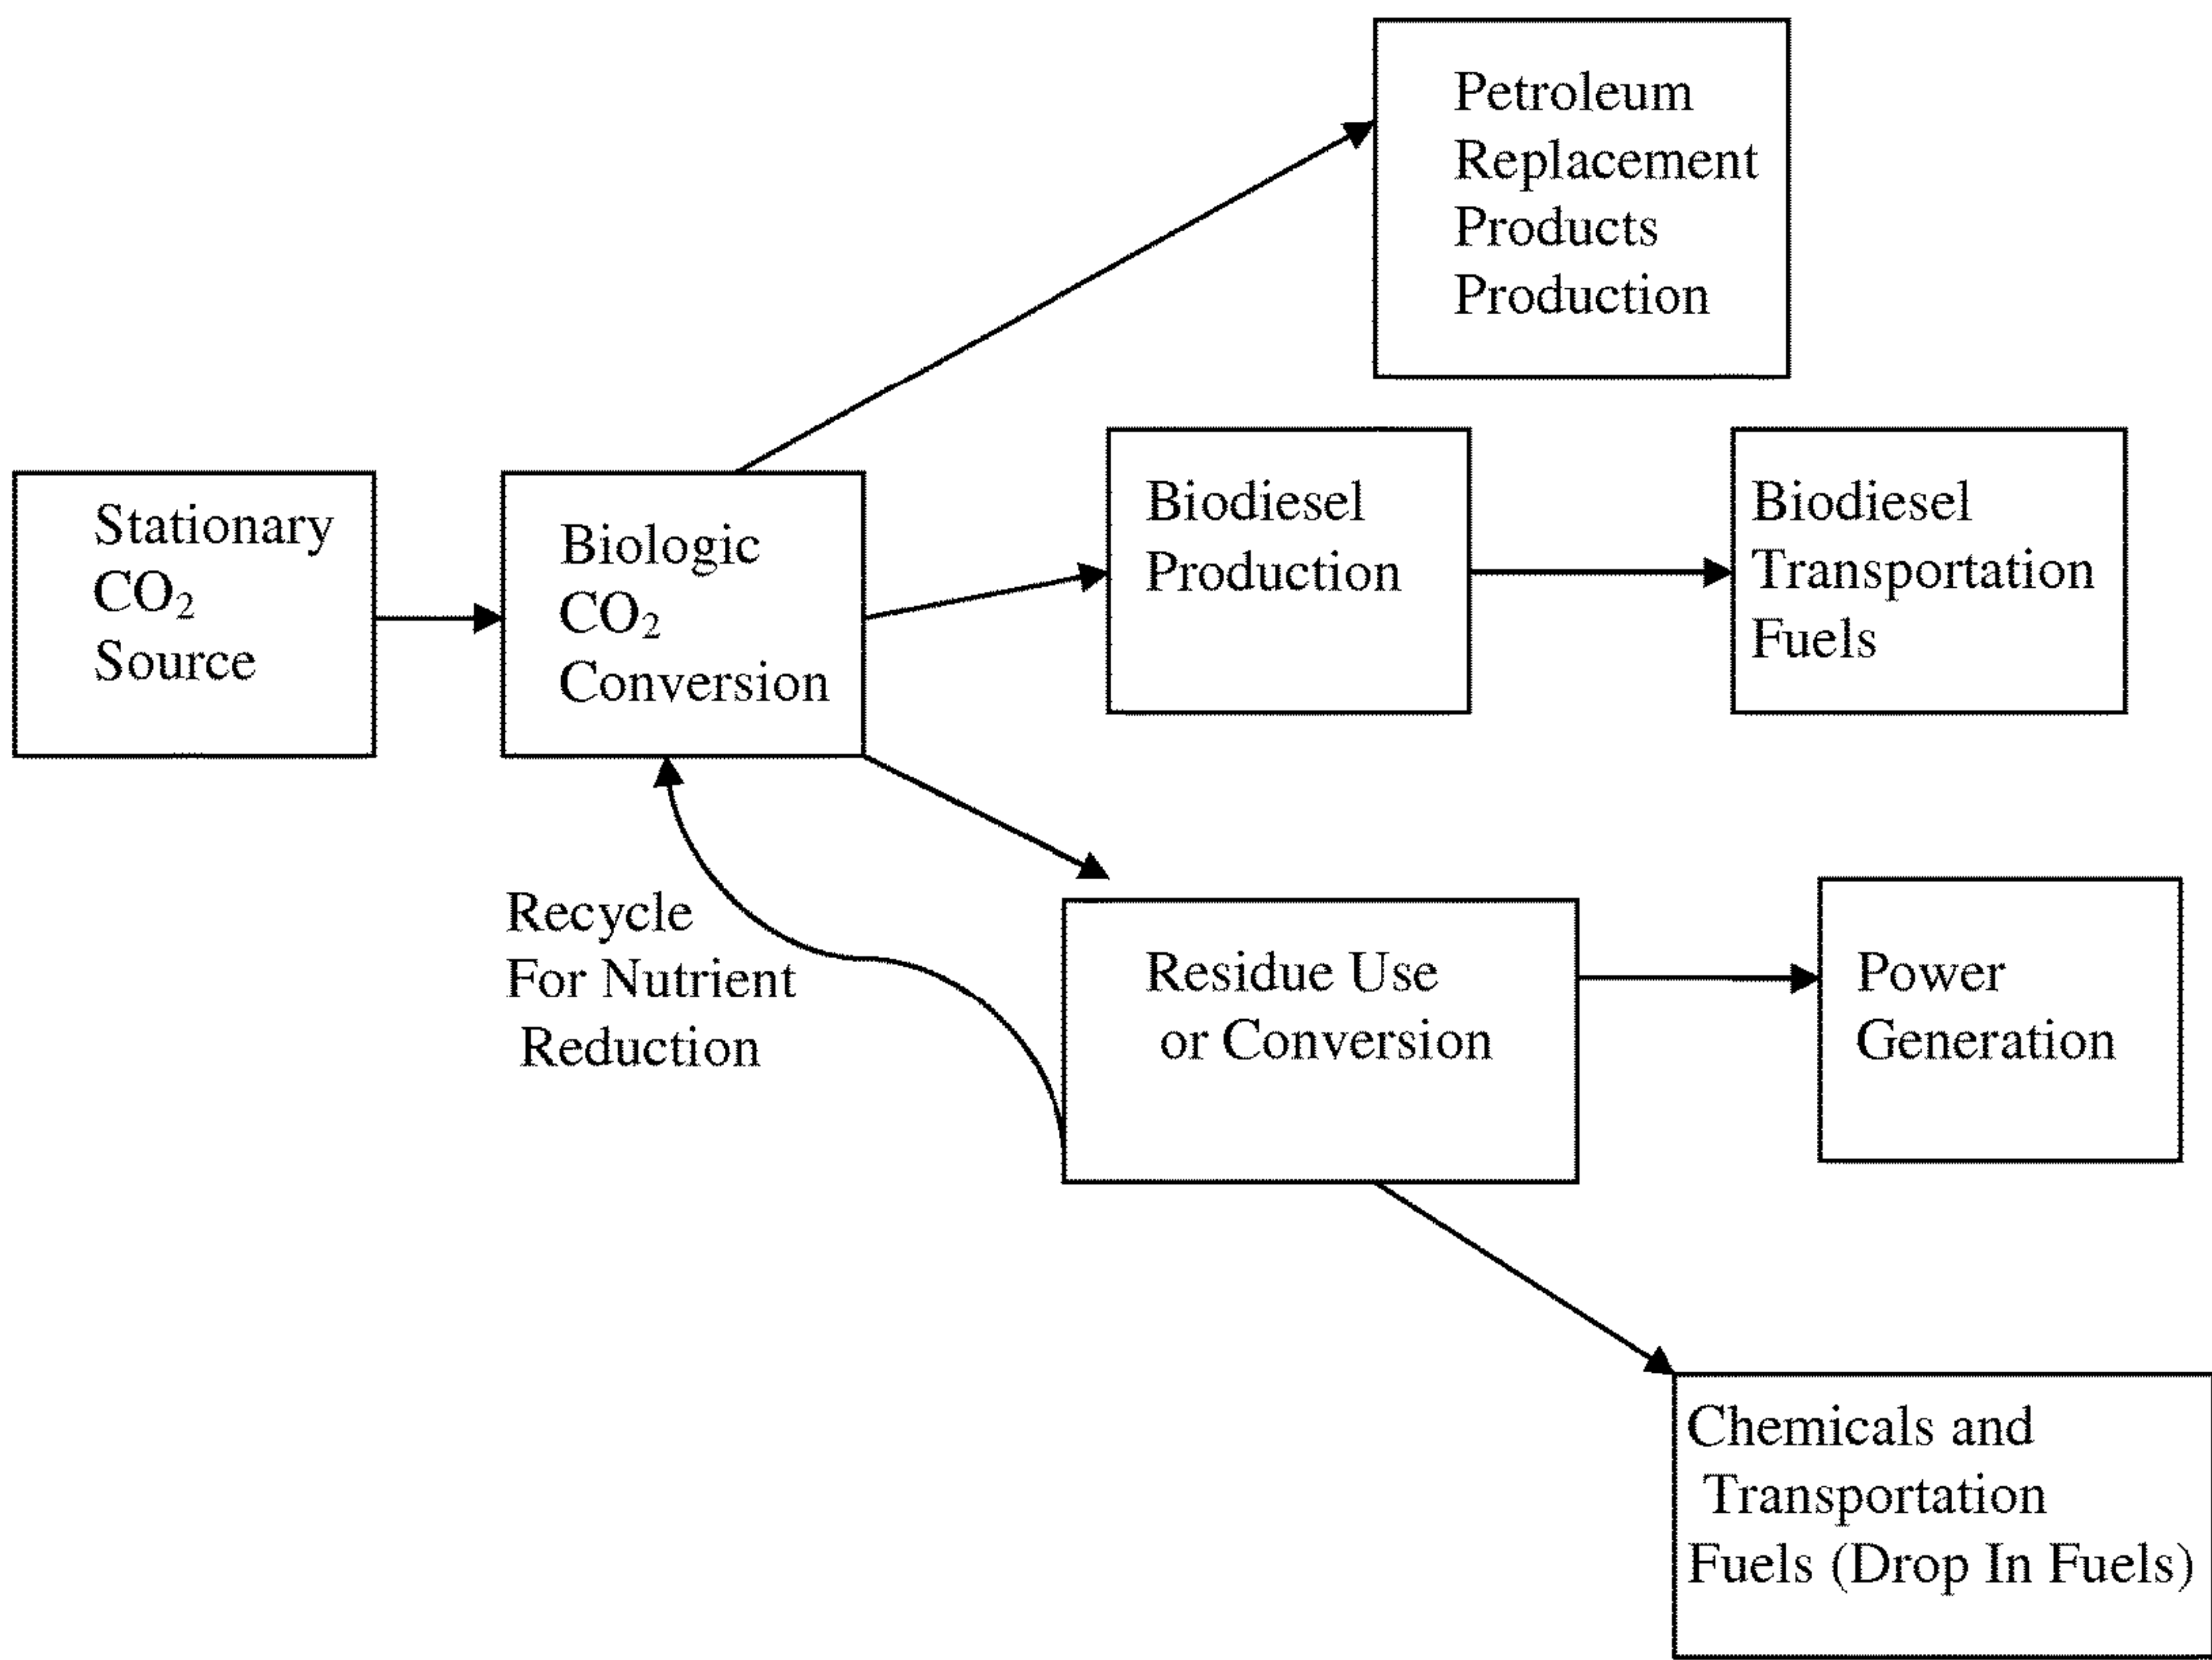 Petroleum
Replacement
Products
Production
Stationary
CO₂
Source
Biologic
CO₂
Conversion
Biodiesel
Production
Biodiesel
Transportation
Fuels
Recycle
For Nutrient
Reduction
Residue Use
or Conversion
Power
Generation
Chemicals and
Transportation
Fuels (Drop In Fuels)